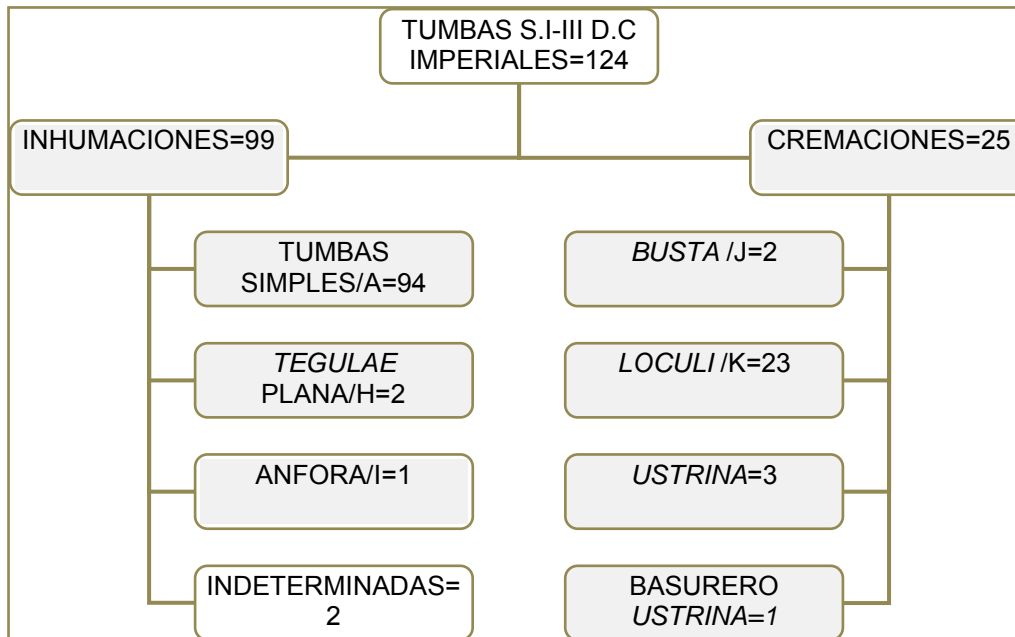 TUMBAS S.I-III D.C
IMPERIALES=124
INHUMACIONES=99
CREMACIONES=25
TUMBAS
SIMPLES/A=94
BUSTA /J=2
TEGULAE
PLANA/H=2
LOCULI /K=23
ANFORA/I=1
USTRINA=3
INDETERMINADAS=
2
BASURERO
USTRINA=1